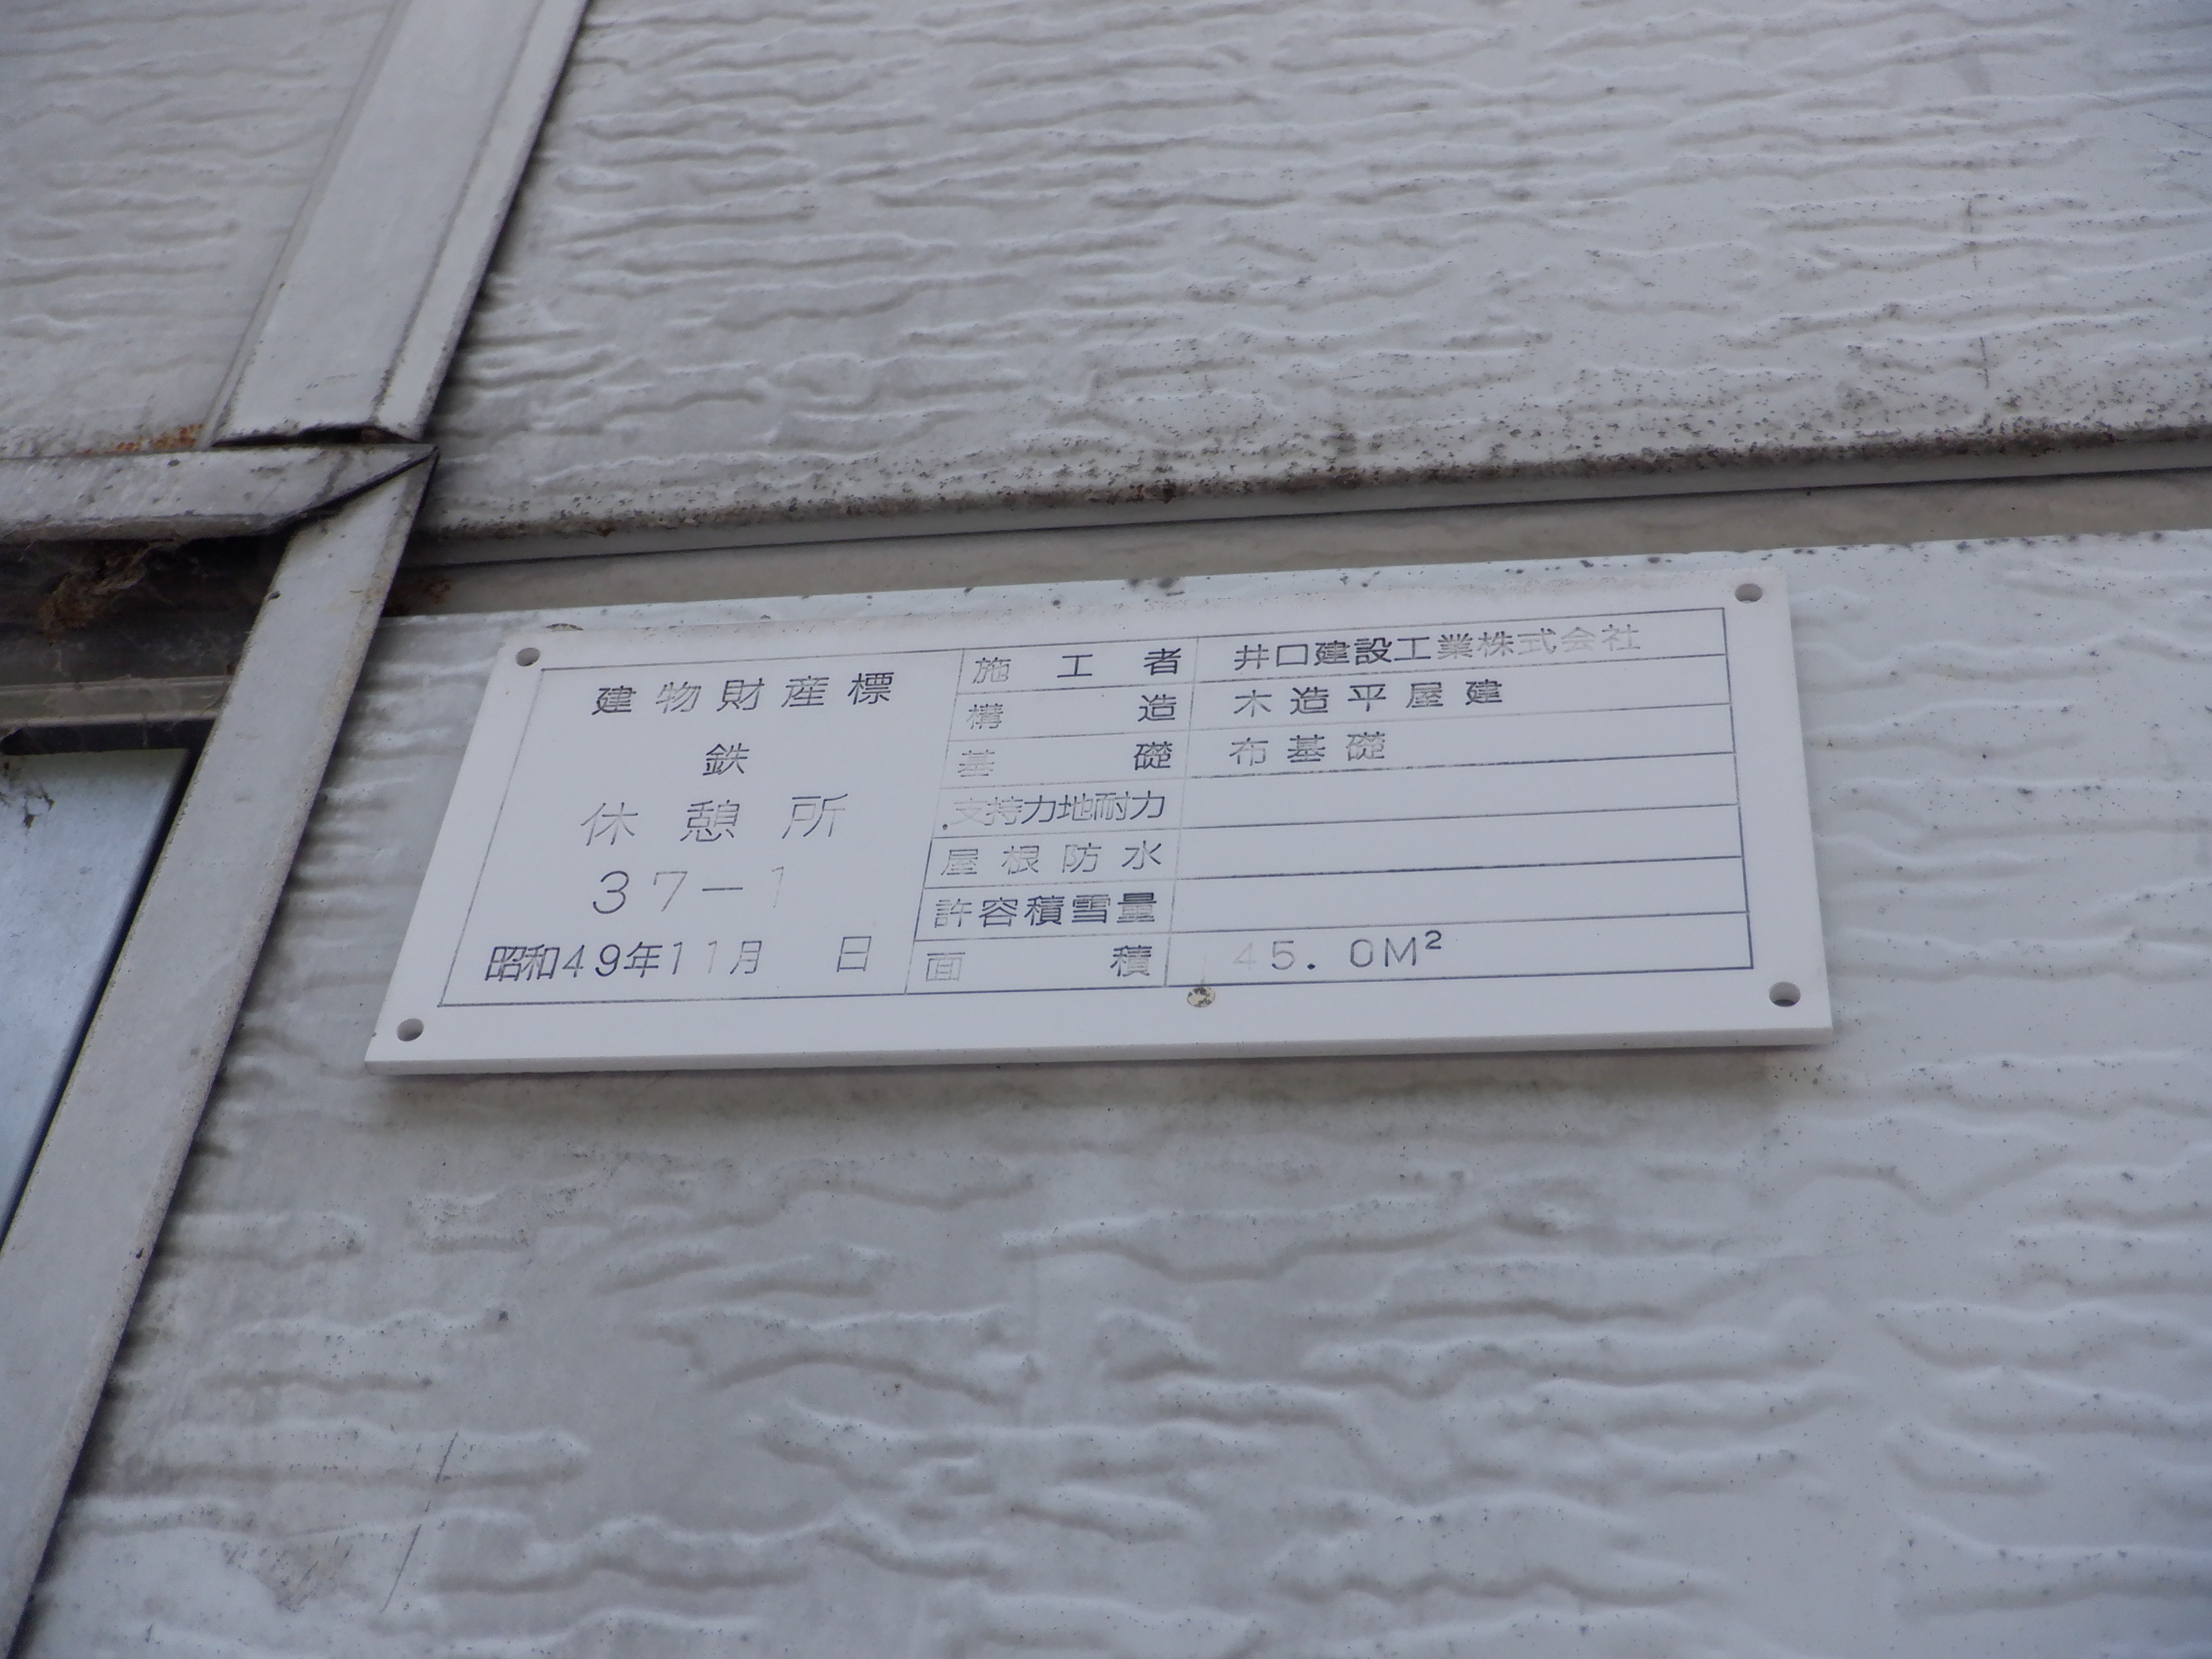 建物財産標
鉄
休憩所
37-1
昭和49年11月 日
施工者 井口建設工業株式会社
構造 木造平屋建
基礎 布基礎
支持力地耐力
屋根防水
許容積雪量
面積 45.0M²